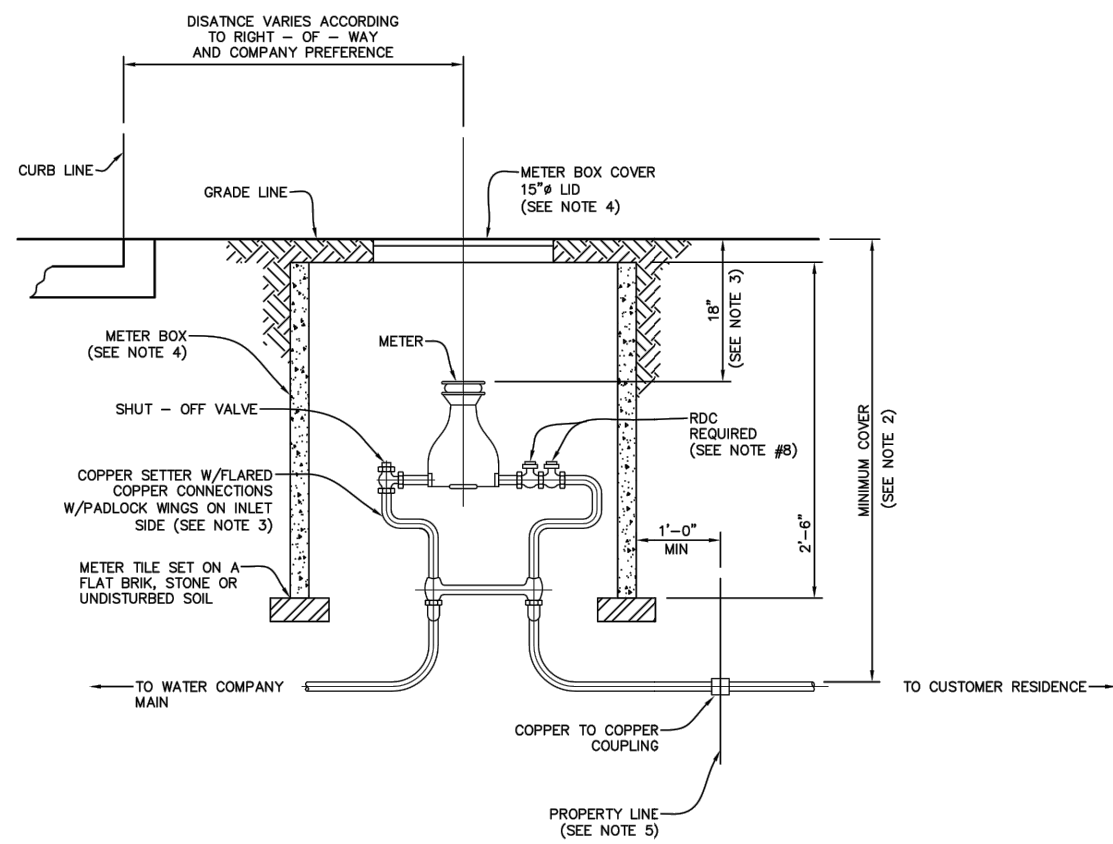 DISATNCE VARIES ACCORDING
TO RIGHT - OF - WAY
AND COMPANY PREFERENCE
CURB LINE
GRADE LINE
METER BOX COVER
15"ø LID
(SEE NOTE 4)
METER BOX
(SEE NOTE 4)
METER
18"
(SEE NOTE 3)
SHUT - OFF VALVE
RDC
REQUIRED
(SEE NOTE #8)
COPPER SETTER W/FLARED
COPPER CONNECTIONS
W/PADLOCK WINGS ON INLET
SIDE (SEE NOTE 3)
MINIMUM COVER
(SEE NOTE 2)
2'-6"
1'-0"
MIN
METER TILE SET ON A
FLAT BRIK, STONE OR
UNDISTURBED SOIL
TO WATER COMPANY
MAIN
TO CUSTOMER RESIDENCE
COPPER TO COPPER
COUPLING
PROPERTY LINE
(SEE NOTE 5)